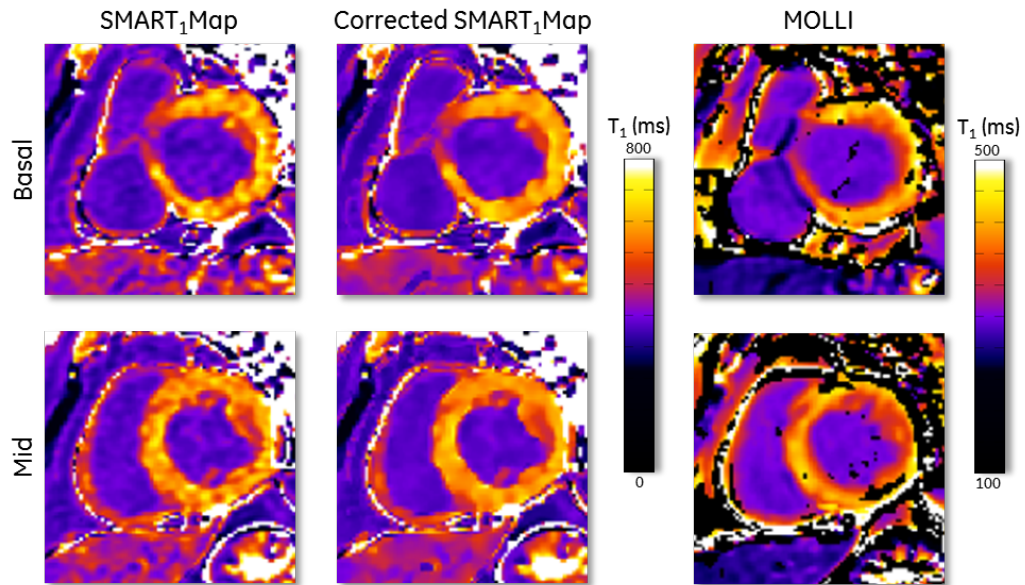 SMART₁Map
Corrected SMART₁Map
MOLLI
Basal
T₁ (ms)
800
0
T₁ (ms)
500
100
Mid